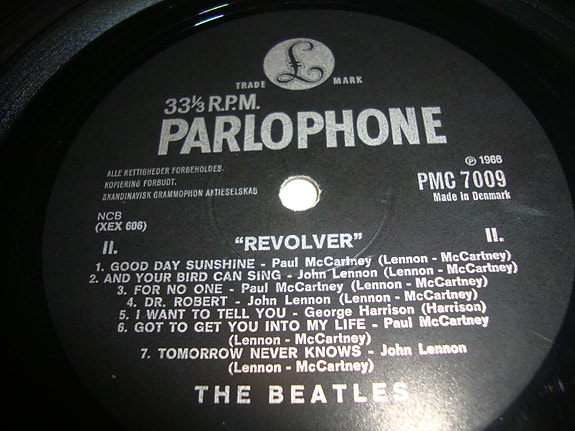 £
TRADE MARK
33⅓ R.P.M.
PARLOPHONE
ALLE RETTIGHEDER FORBEHOLDES.
KOPIERING FORBUDT.
SKANDINAVISK GRAMMOPHON AKTIESELSKAB
℗ 1966
PMC 7009
Made in Denmark
NCB
(XEX 606)
II. "REVOLVER" II.
1. GOOD DAY SUNSHINE - Paul McCartney (Lennon - McCartney)
2. AND YOUR BIRD CAN SING - John Lennon (Lennon - McCartney)
3. FOR NO ONE - Paul McCartney (Lennon - McCartney)
4. DR. ROBERT - John Lennon (Lennon - McCartney)
5. I WANT TO TELL YOU - George Harrison (Harrison)
6. GOT TO GET YOU INTO MY LIFE - Paul McCartney
(Lennon - McCartney)
7. TOMORROW NEVER KNOWS - John Lennon
(Lennon - McCartney)
THE BEATLES